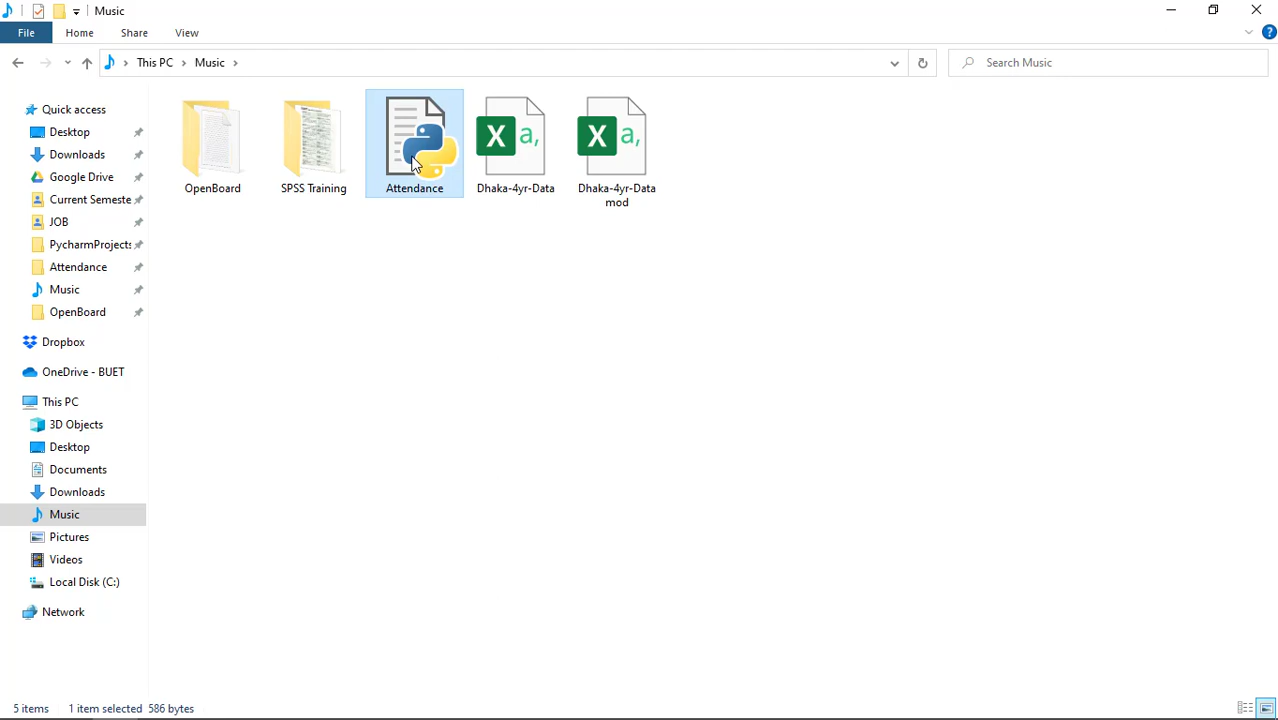 Music
File
Home
Share
View
This PC
Music
Search Music
Quick access
Desktop
Downloads
Google Drive
Current Semeste
JOB
PycharmProjects
Attendance
Music
OpenBoard
Dropbox
OneDrive - BUET
This PC
3D Objects
Desktop
Documents
Downloads
Music
Pictures
Videos
Local Disk (C:)
Network
OpenBoard
SPSS Training
Attendance
X a,
Dhaka-4yr-Data
X a,
Dhaka-4yr-Data
mod
5 items
1 item selected 586 bytes